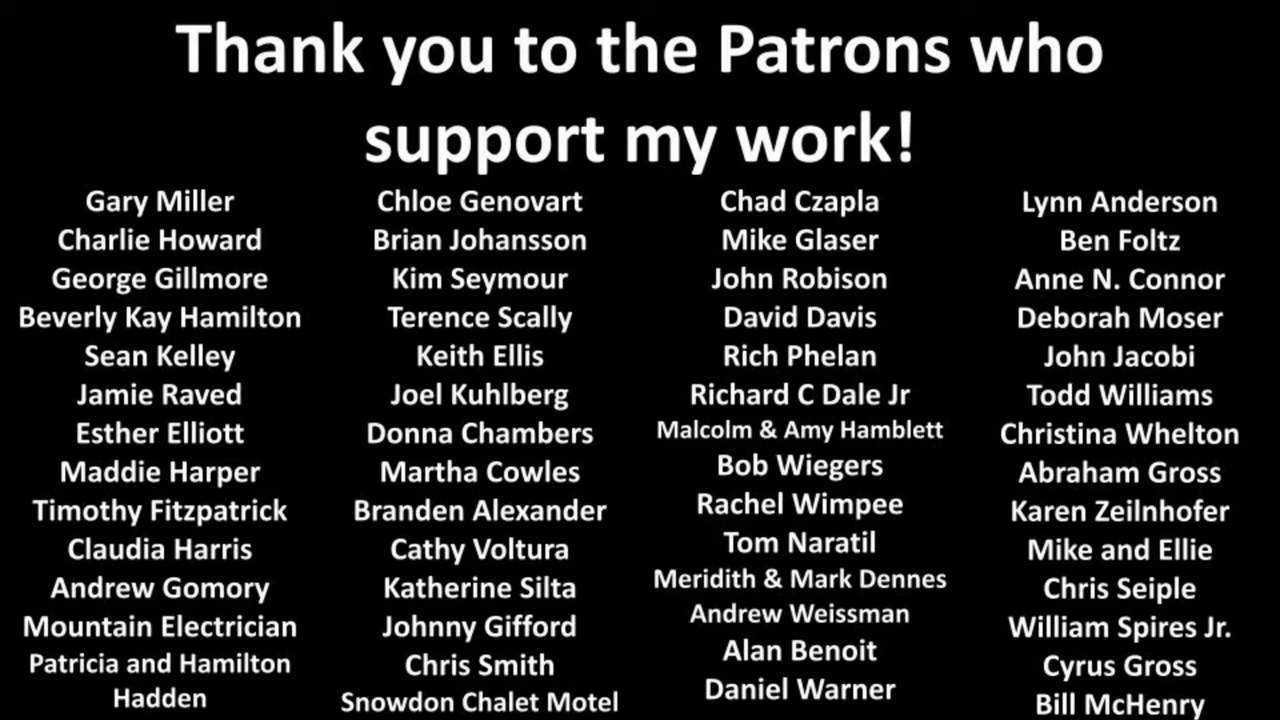 Thank you to the Patrons who
support my work!
Gary Miller
Charlie Howard
George Gillmore
Beverly Kay Hamilton
Sean Kelley
Jamie Raved
Esther Elliott
Maddie Harper
Timothy Fitzpatrick
Claudia Harris
Andrew Gomory
Mountain Electrician
Patricia and Hamilton
Hadden
Chloe Genovart
Brian Johansson
Kim Seymour
Terence Scally
Keith Ellis
Joel Kuhlberg
Donna Chambers
Martha Cowles
Branden Alexander
Cathy Voltura
Katherine Silta
Johnny Gifford
Chris Smith
Snowdon Chalet Motel
Chad Czapla
Mike Glaser
John Robison
David Davis
Rich Phelan
Richard C Dale Jr
Malcolm & Amy Hamblett
Bob Wiegers
Rachel Wimpee
Tom Naratil
Meridith & Mark Dennes
Andrew Weissman
Alan Benoit
Daniel Warner
Lynn Anderson
Ben Foltz
Anne N. Connor
Deborah Moser
John Jacobi
Todd Williams
Christina Whelton
Abraham Gross
Karen Zeilnhofer
Mike and Ellie
Chris Seiple
William Spires Jr.
Cyrus Gross
Bill McHenry